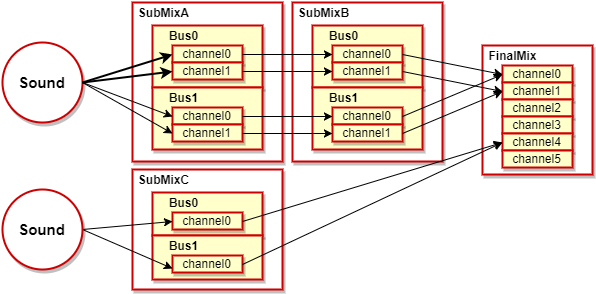 SubMixA
Bus0
channel0
channel1
Bus1
channel0
channel1
SubMixB
Bus0
channel0
channel1
Bus1
channel0
channel1
FinalMix
channel0
channel1
channel2
channel3
channel4
channel5
Sound
SubMixC
Bus0
channel0
Bus1
channel0
Sound